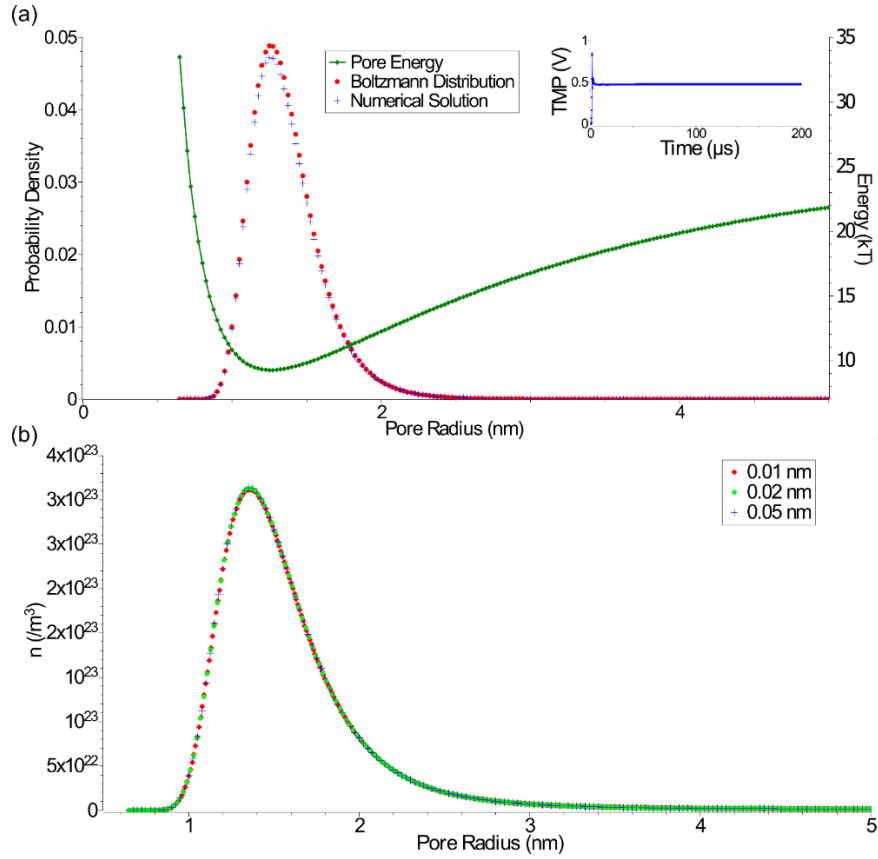 (a)
0.05
0.04
0.03
0.02
0.01
0
Probability Density
Pore Energy
Boltzmann Distribution
Numerical Solution
TMP (V)
1
0.5
0
0
100
200
Time (µs)
35
30
25
20
15
10
Energy (kT)
0
2
4
Pore Radius (nm)
(b)
4x10²³
3x10²³
3x10²³
2x10²³
2x10²³
10²³
10²³
5x10²²
0
n (/m³)
0.01 nm
0.02 nm
0.05 nm
1
2
3
4
5
Pore Radius (nm)